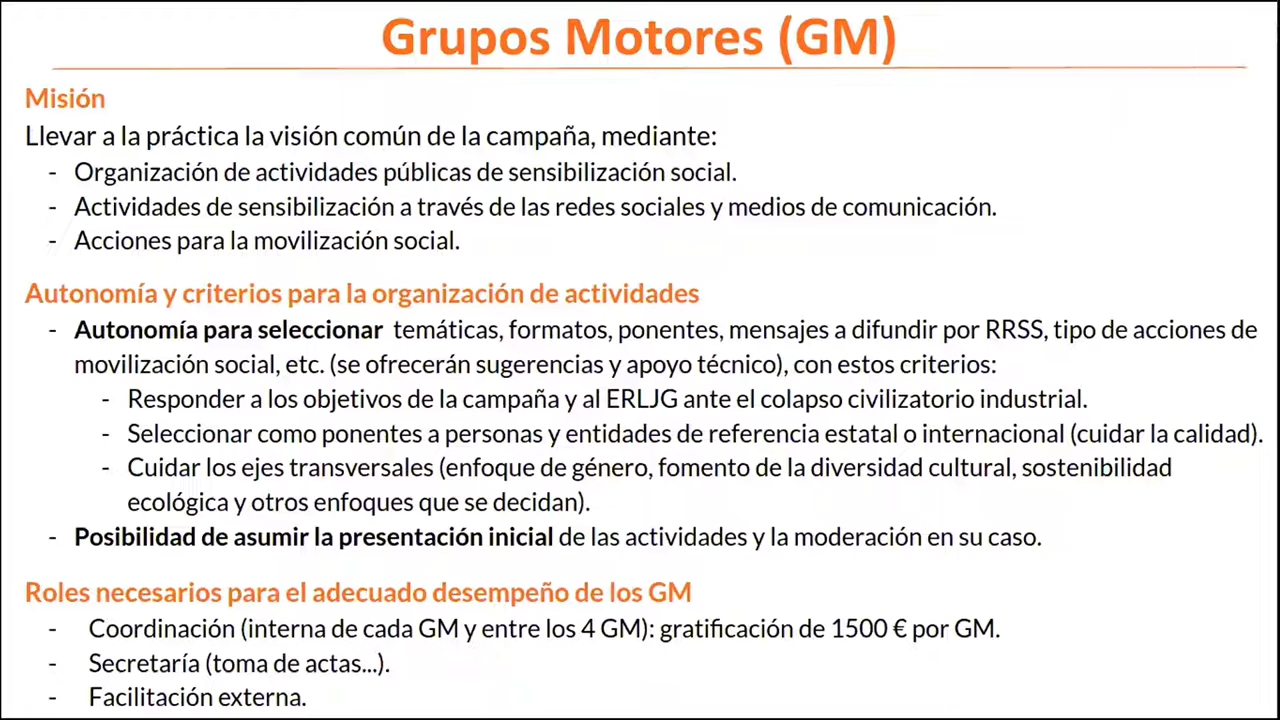 Grupos Motores (GM)
Misión
Llevar a la práctica la visión común de la campaña, mediante:
- Organización de actividades públicas de sensibilización social.
- Actividades de sensibilización a través de las redes sociales y medios de comunicación.
- Acciones para la movilización social.
Autonomía y criterios para la organización de actividades
- Autonomía para seleccionar temáticas, formatos, ponentes, mensajes a difundir por RRSS, tipo de acciones de
movilización social, etc. (se ofrecerán sugerencias y apoyo técnico), con estos criterios:
- Responder a los objetivos de la campaña y al ERLJG ante el colapso civilizatorio industrial.
- Seleccionar como ponentes a personas y entidades de referencia estatal o internacional (cuidar la calidad).
- Cuidar los ejes transversales (enfoque de género, fomento de la diversidad cultural, sostenibilidad
ecológica y otros enfoques que se decidan).
- Posibilidad de asumir la presentación inicial de las actividades y la moderación en su caso.
Roles necesarios para el adecuado desempeño de los GM
- Coordinación (interna de cada GM y entre los 4 GM): gratificación de 1500 € por GM.
- Secretaría (toma de actas...).
- Facilitación externa.